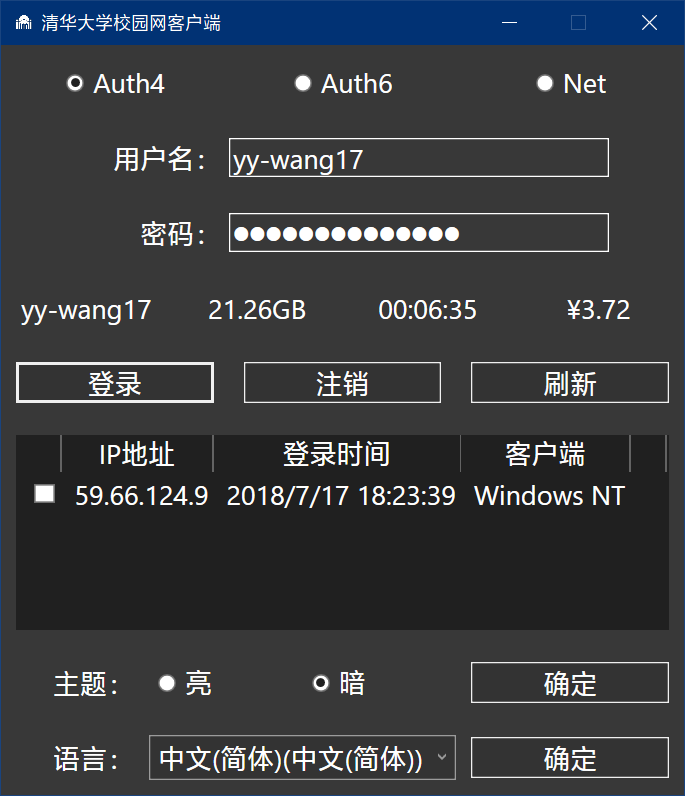 清华大学校园网客户端
Auth4 Auth6 Net
用户名： yy-wang17
密码： ●●●●●●●●●●●●●●
yy-wang17 21.26GB 00:06:35 ¥3.72
登录 注销 刷新
IP地址 登录时间 客户端
59.66.124.9 2018/7/17 18:23:39 Windows NT
主题： 亮 暗 确定
语言： 中文(简体)(中文(简体)) 确定